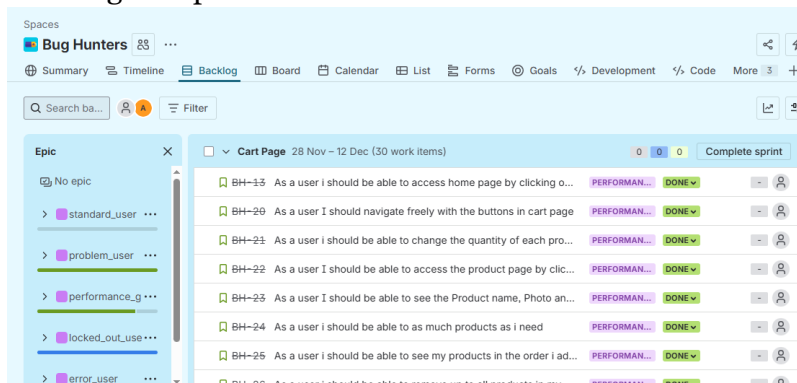 Spaces
Bug Hunters
Summary Timeline Backlog Board Calendar List Forms Goals Development Code More 3
Search ba... A Filter
Epic
No epic
standard_user
problem_user
performance_g
locked_out_use
error_user
Cart Page 28 Nov – 12 Dec (30 work items) 0 0 0 Complete sprint
BH-13 As a user i should be able to access home page by clicking o... PERFORMAN... DONE -
BH-20 As a user I should navigate freely with the buttons in cart page PERFORMAN... DONE -
BH-21 As a user i should be able to change the quantity of each pro... PERFORMAN... DONE -
BH-22 As a user I should be able to access the product page by clic... PERFORMAN... DONE -
BH-23 As a user I should be able to see the Product name, Photo an... PERFORMAN... DONE -
BH-24 As a user i should be able to as much products as i need PERFORMAN... DONE -
BH-25 As a user i should be able to see my products in the order i ad... PERFORMAN... DONE -